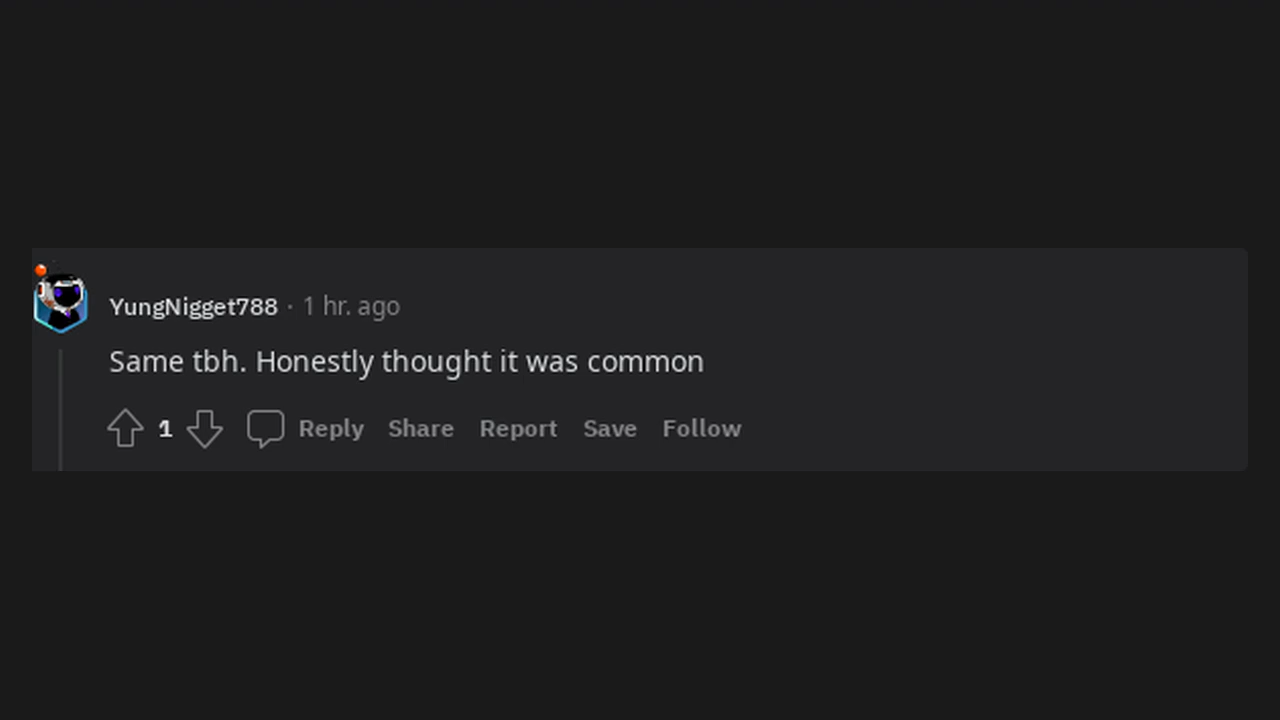 YungNigget788 · 1 hr. ago
Same tbh. Honestly thought it was common
1 Reply Share Report Save Follow